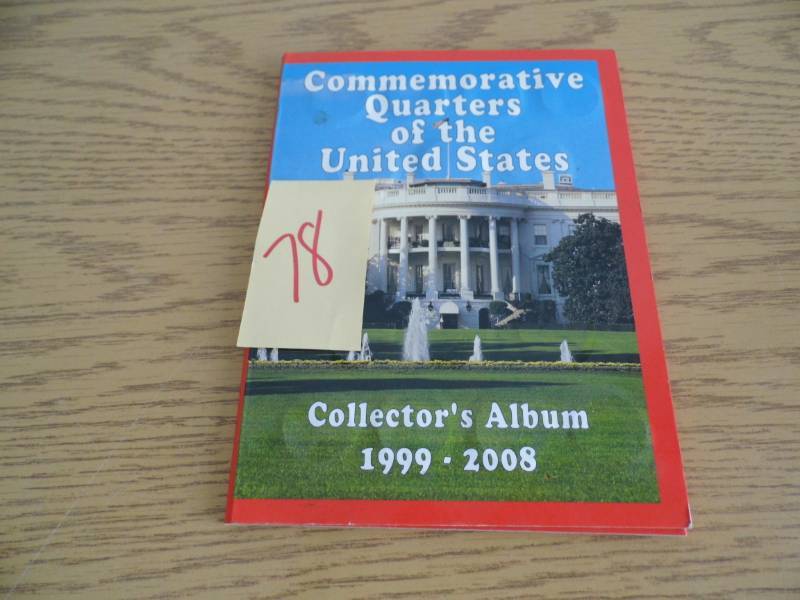 Commemorative
Quarters
of the
United States
78
Collector's Album
1999 - 2008